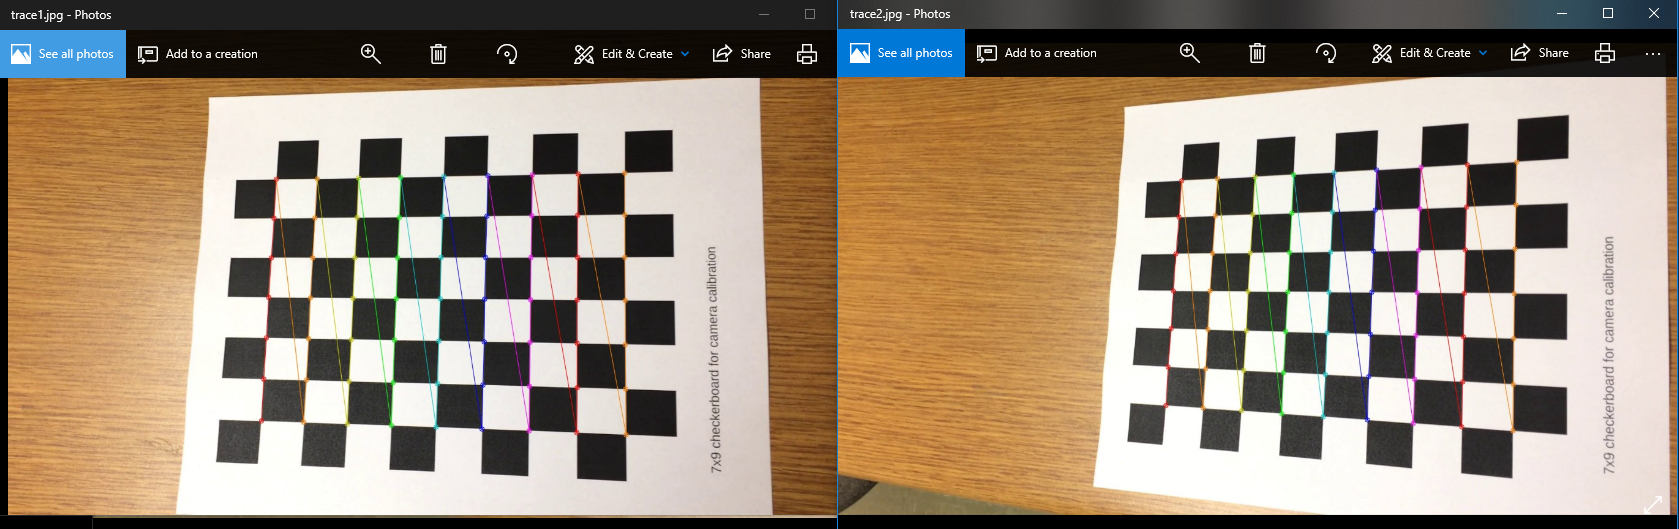 trace1.jpg - Photos
See all photos
Add to a creation
Edit & Create
Share
7x9 checkerboard for camera calibration
trace2.jpg - Photos
See all photos
Add to a creation
Edit & Create
Share
7x9 checkerboard for camera calibration